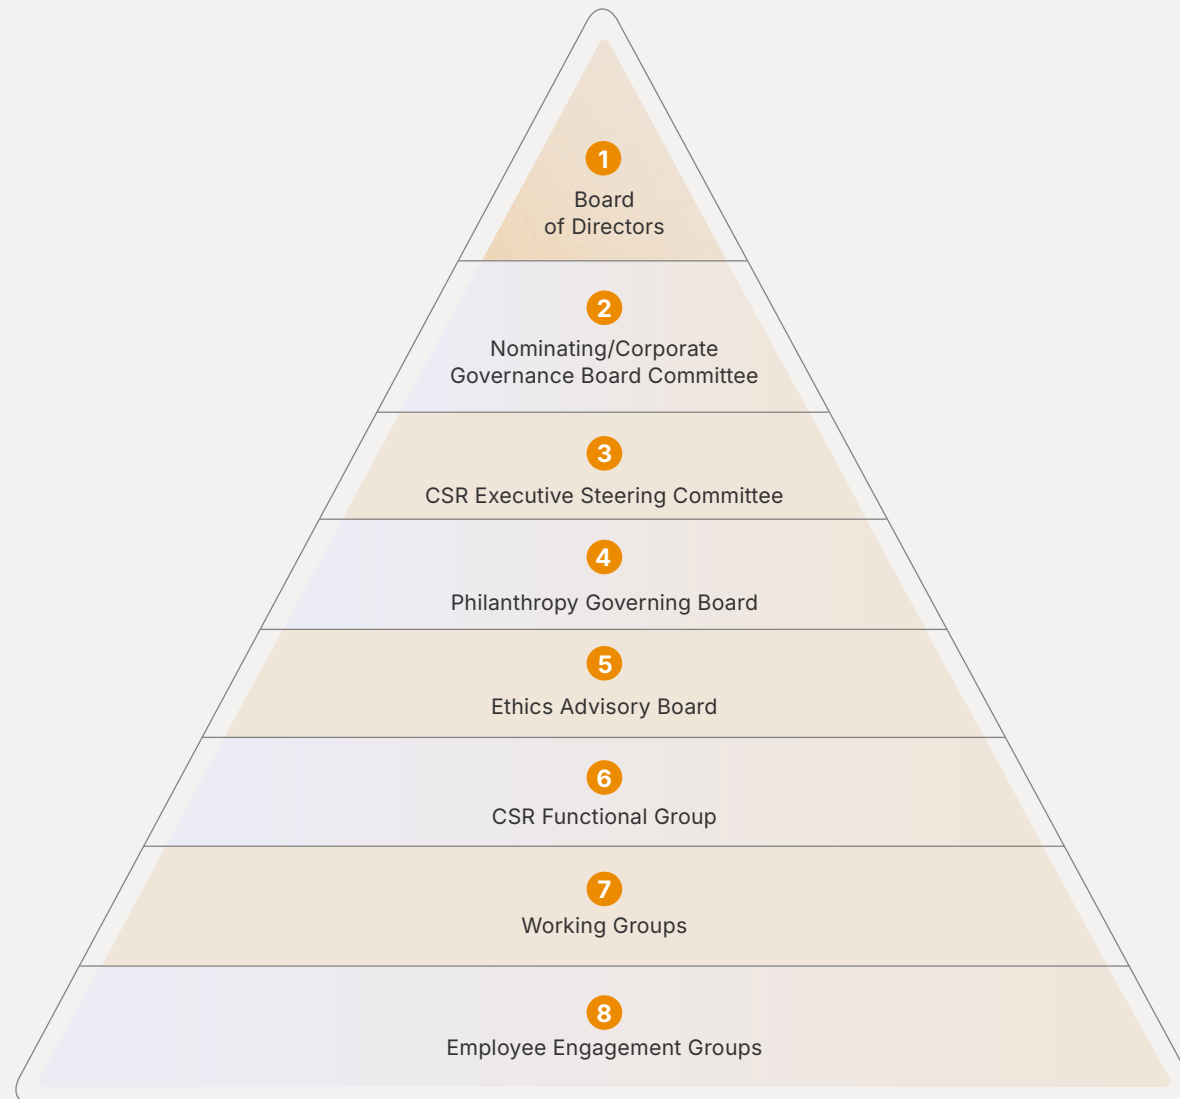 1
Board
of Directors
2
Nominating/Corporate
Governance Board Committee
3
CSR Executive Steering Committee
4
Philanthropy Governing Board
5
Ethics Advisory Board
6
CSR Functional Group
7
Working Groups
8
Employee Engagement Groups